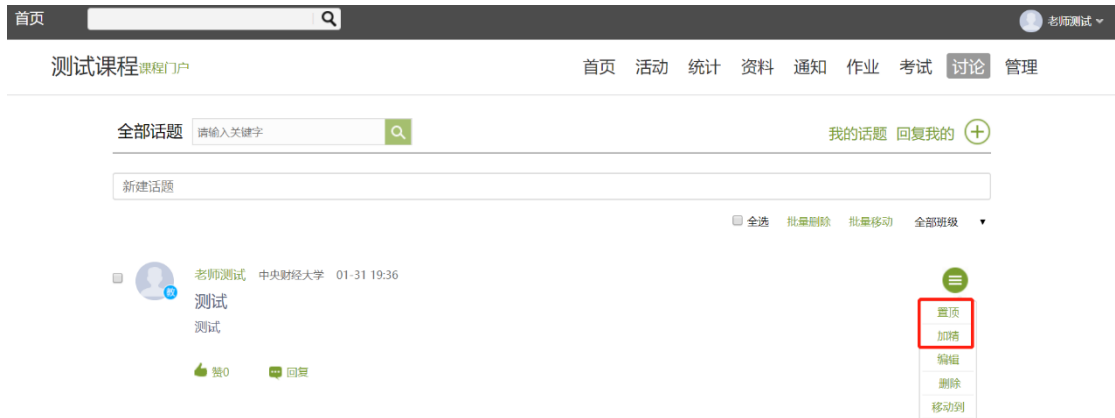 首页 老师测试
测试课程 课程门户 首页 活动 统计 资料 通知 作业 考试 讨论 管理
全部话题 请输入关键字 我的话题 回复我的
新建话题
全选 批量删除 批量移动 全部班级
老师测试 中央财经大学 01-31 19:36
教
测试
测试
赞0 回复
置顶
加精
编辑
删除
移动到